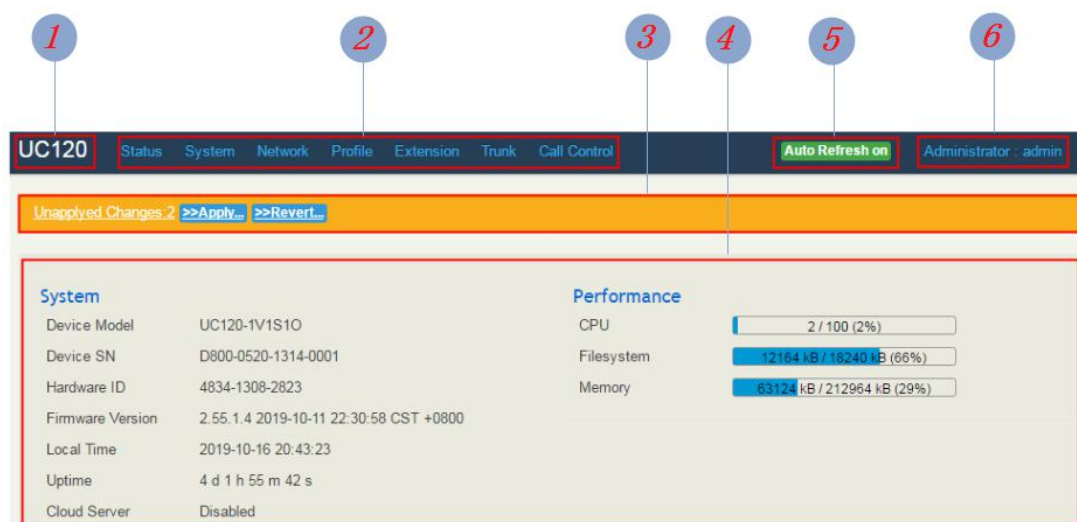 1 2 3 4 5 6
UC120 Status System Network Profile Extension Trunk Call Control Auto Refresh on Administrator : admin
Unapplyed Changes:2 >>Apply... >>Revert...
System Performance
Device Model UC120-1V1S1O CPU 2 / 100 (2%)
Device SN D800-0520-1314-0001 Filesystem 12164 kB / 18240 kB (66%)
Hardware ID 4834-1308-2823 Memory 63124 kB / 212964 kB (29%)
Firmware Version 2.55.1.4 2019-10-11 22:30:58 CST +0800
Local Time 2019-10-16 20:43:23
Uptime 4 d 1 h 55 m 42 s
Cloud Server Disabled